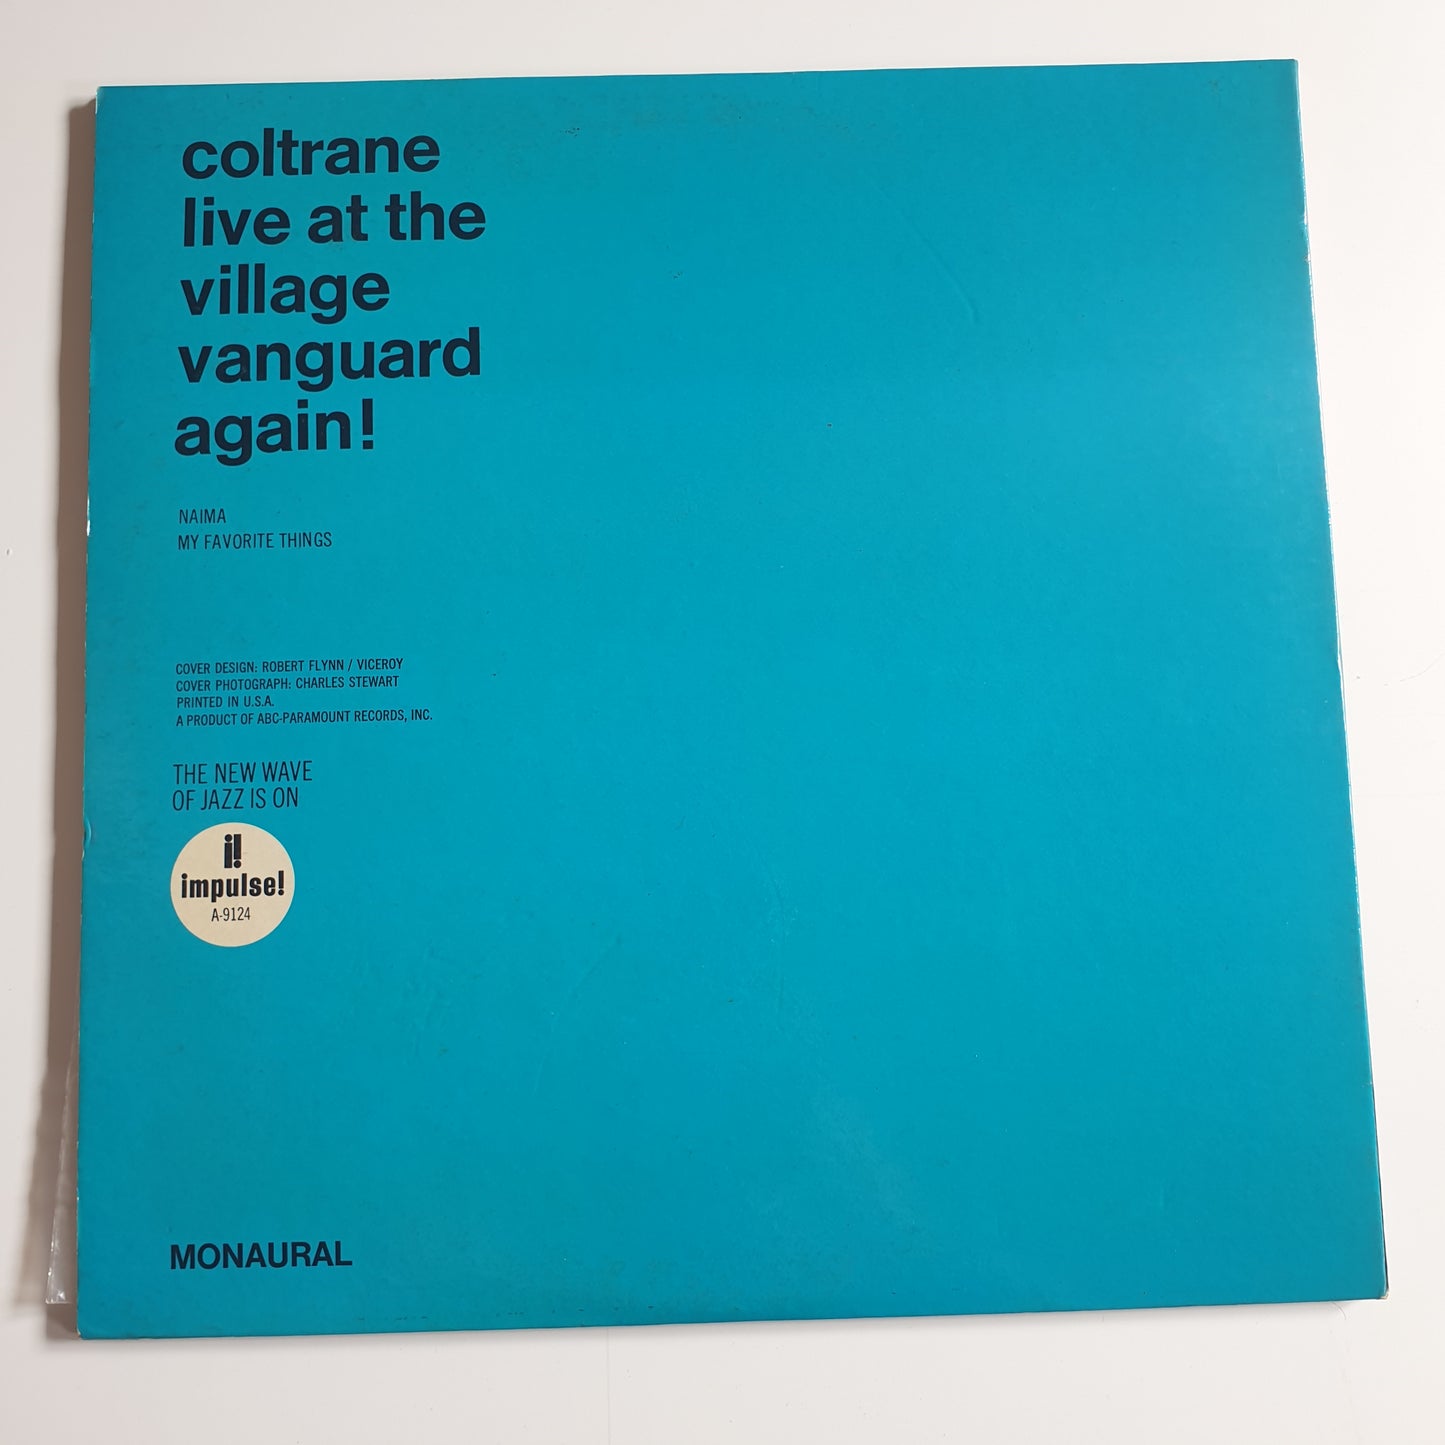 coltrane
live at the
village
vanguard
again!
NAIMA
MY FAVORITE THINGS
COVER DESIGN: ROBERT FLYNN / VICEROY
COVER PHOTOGRAPH: CHARLES STEWART
PRINTED IN U.S.A.
A PRODUCT OF ABC-PARAMOUNT RECORDS, INC.
THE NEW WAVE
OF JAZZ IS ON
i!
impulse!
A-9124
MONAURAL